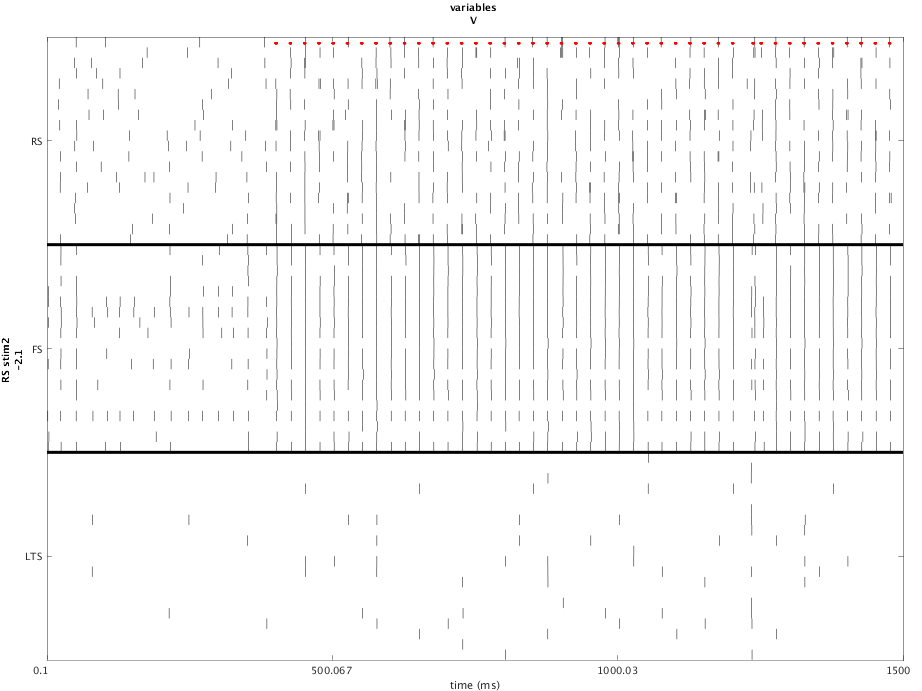 variables
V
RS
FS
LTS
RS stim2
-2.1
0.1
500.067
1000.03
1500
time (ms)